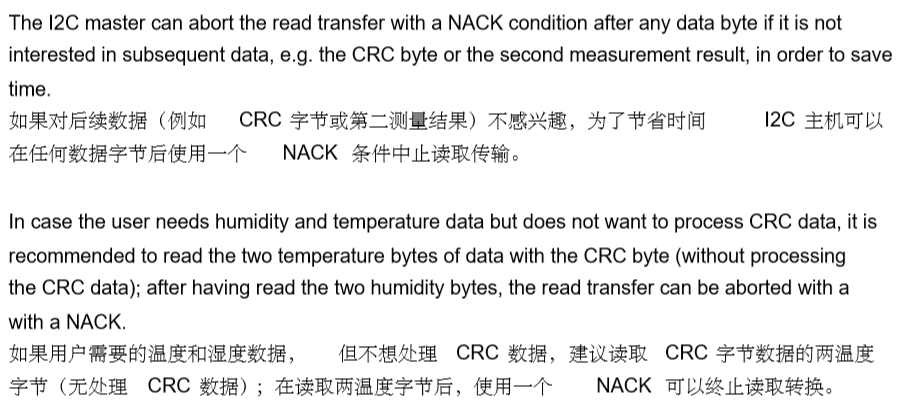 The I2C master can abort the read transfer with a NACK condition after any data byte if it is not
interested in subsequent data, e.g. the CRC byte or the second measurement result, in order to save
time.
如果对后续数据（例如 CRC 字节或第二测量结果）不感兴趣，为了节省时间 I2C 主机可以
在任何数据字节后使用一个 NACK 条件中止读取传输。
In case the user needs humidity and temperature data but does not want to process CRC data, it is
recommended to read the two temperature bytes of data with the CRC byte (without processing
the CRC data); after having read the two humidity bytes, the read transfer can be aborted with a
with a NACK.
如果用户需要的温度和湿度数据， 但不想处理 CRC 数据，建议读取 CRC 字节数据的两温度
字节（无处理 CRC 数据）；在读取两温度字节后，使用一个 NACK 可以终止读取转换。